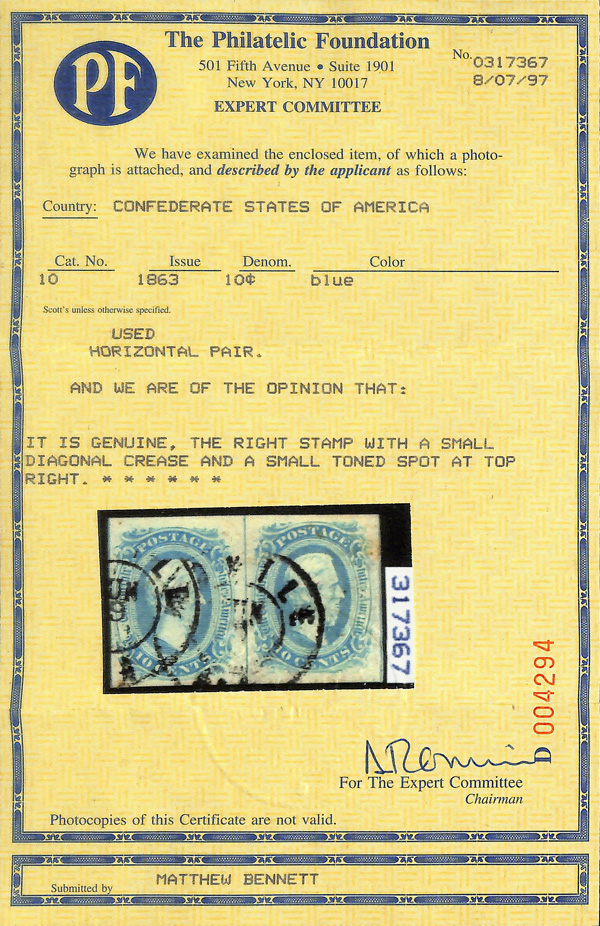 PF
The Philatelic Foundation
501 Fifth Avenue • Suite 1901
New York, NY 10017
EXPERT COMMITTEE
No. 0317367
8/07/97
We have examined the enclosed item, of which a photo-
graph is attached, and described by the applicant as follows:
Country: CONFEDERATE STATES OF AMERICA
Cat. No. Issue Denom. Color
10 1863 10¢ blue
Scott's unless otherwise specified.
USED
HORIZONTAL PAIR.
AND WE ARE OF THE OPINION THAT:
IT IS GENUINE, THE RIGHT STAMP WITH A SMALL
DIAGONAL CREASE AND A SMALL TONED SPOT AT TOP
RIGHT. * * * * * *
POSTAGE POSTAGE
CENTS CENTS
317367
D 004294
For The Expert Committee
Chairman
Photocopies of this Certificate are not valid.
Submitted by MATTHEW BENNETT